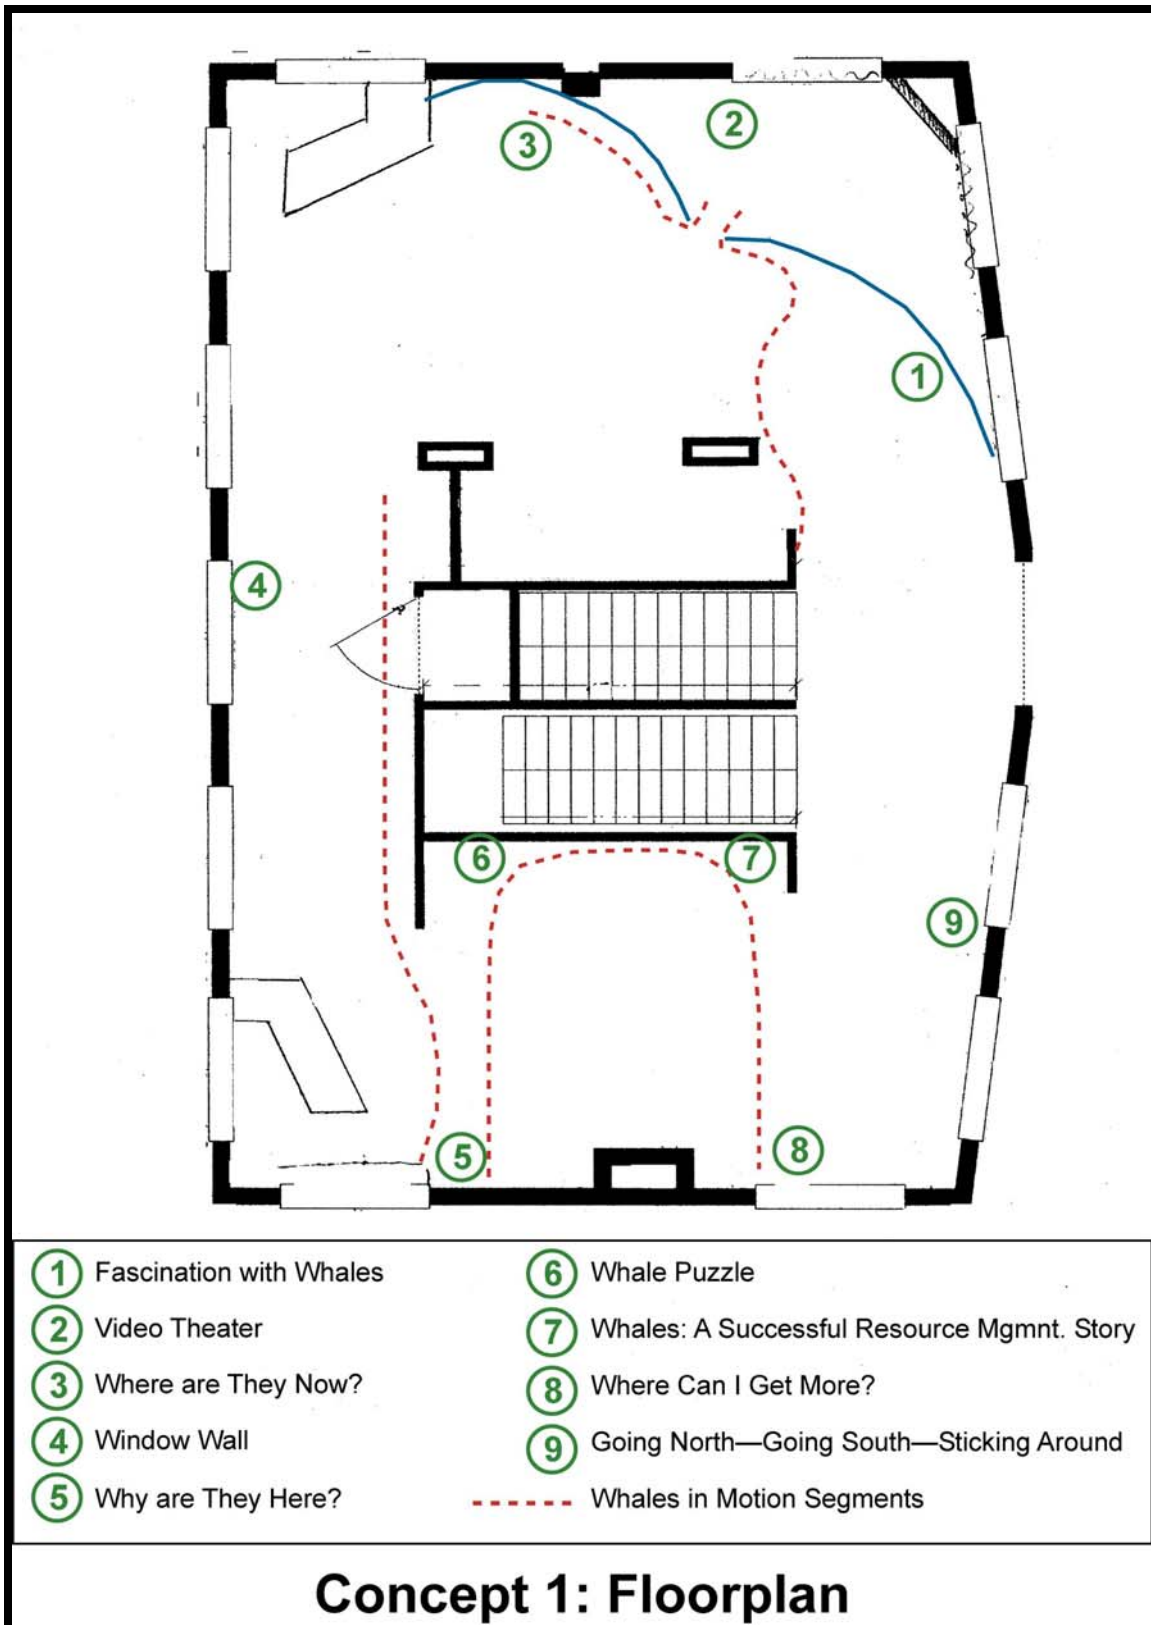 2
3
1
4
6
7
9
5
8
1 Fascination with Whales
2 Video Theater
3 Where are They Now?
4 Window Wall
5 Why are They Here?
6 Whale Puzzle
7 Whales: A Successful Resource Mgmnt. Story
8 Where Can I Get More?
9 Going North—Going South—Sticking Around
Whales in Motion Segments
Concept 1: Floorplan